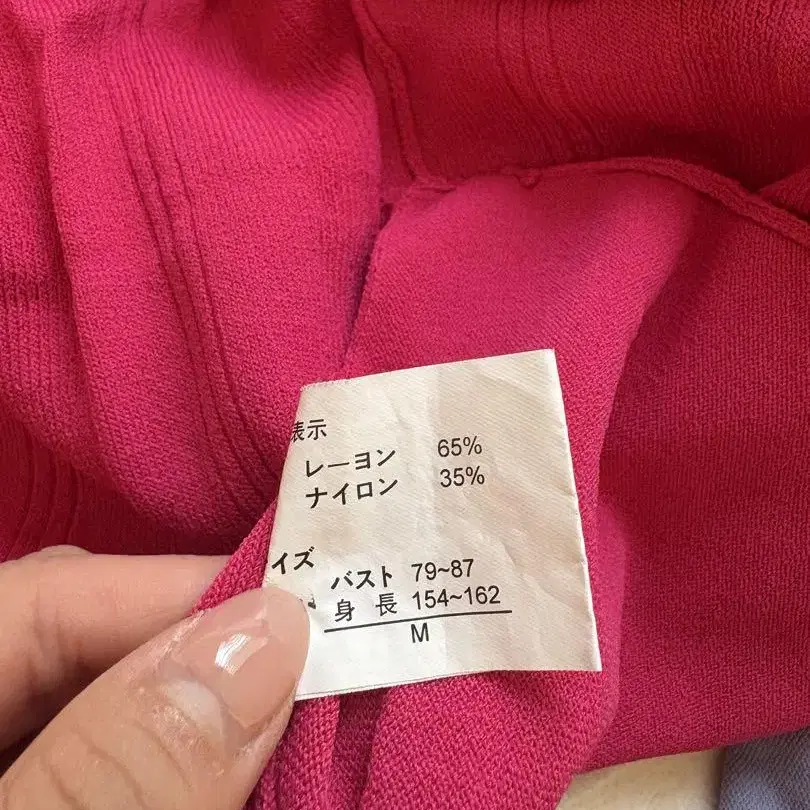 表示
レーヨン 65%
ナイロン 35%
イズ
バスト 79~87
身 長 154~162
M